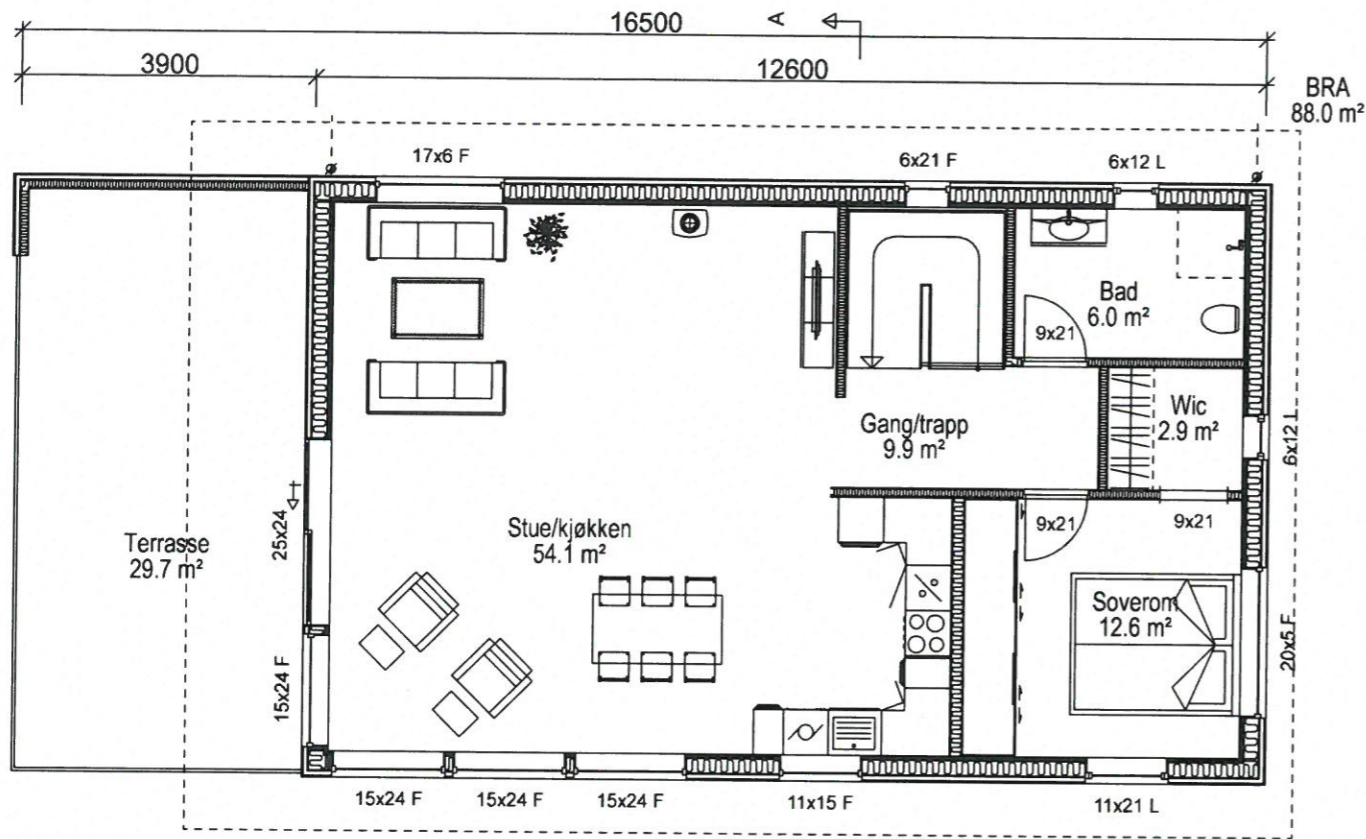 16500
A
3900
12600
BRA
88.0 m²
17x6 F
6x21 F
6x12 L
Bad
6.0 m²
9x21
Wic
2.9 m²
Gang/trapp
9.9 m²
6x12 L
Stue/kjøkken
54.1 m²
Terrasse
29.7 m²
25x24
9x21
9x21
Soverom
12.6 m²
20x5 F
15x24 F
15x24 F
15x24 F
15x24 F
11x15 F
11x21 L